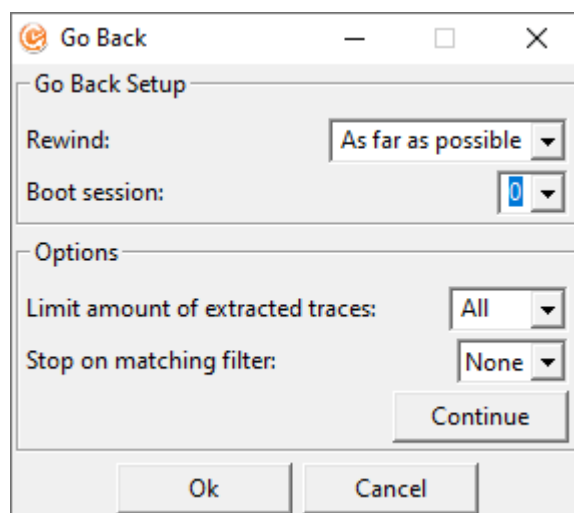 Go Back
Go Back Setup
Rewind: As far as possible
Boot session: 0
Options
Limit amount of extracted traces: All
Stop on matching filter: None
Continue
Ok Cancel